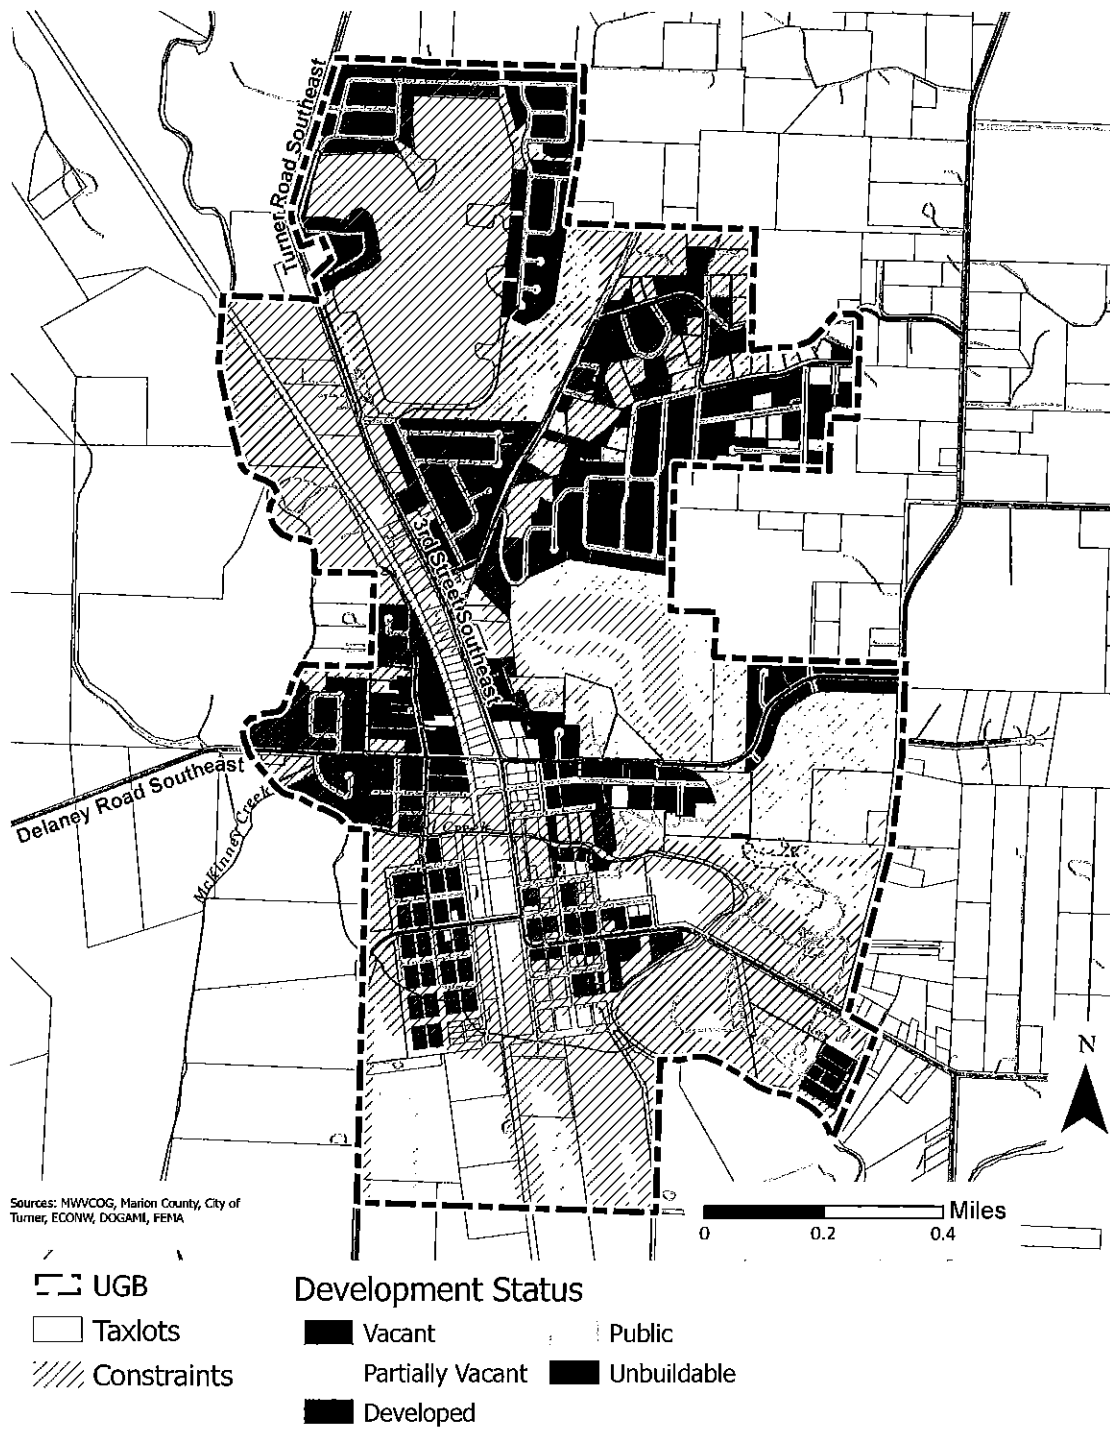 Turner Road Southeast
3rd Street Southeast
Delaney Road Southeast
McKinney Creek
Creek
N
Sources: MWVCOG, Marion County, City of
Turner, ECONW, DOGAMI, FEMA
Miles
0 0.2 0.4
UGB
Taxlots
Constraints
Development Status
Vacant
Partially Vacant
Developed
Public
Unbuildable